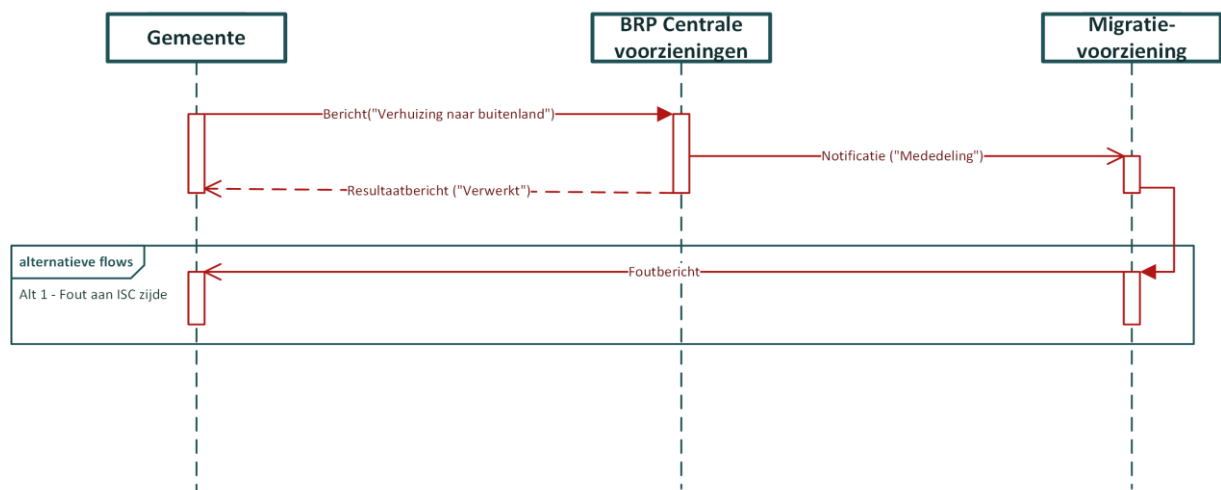 Gemeente
BRP Centrale
voorzieningen
Migratie-
voorziening
Bericht("Verhuizing naar buitenland")
Notificatie ("Mededeling")
Resultaatbericht ("Verwerkt")
alternatieve flows
Foutbericht
Alt 1 - Fout aan ISC zijde